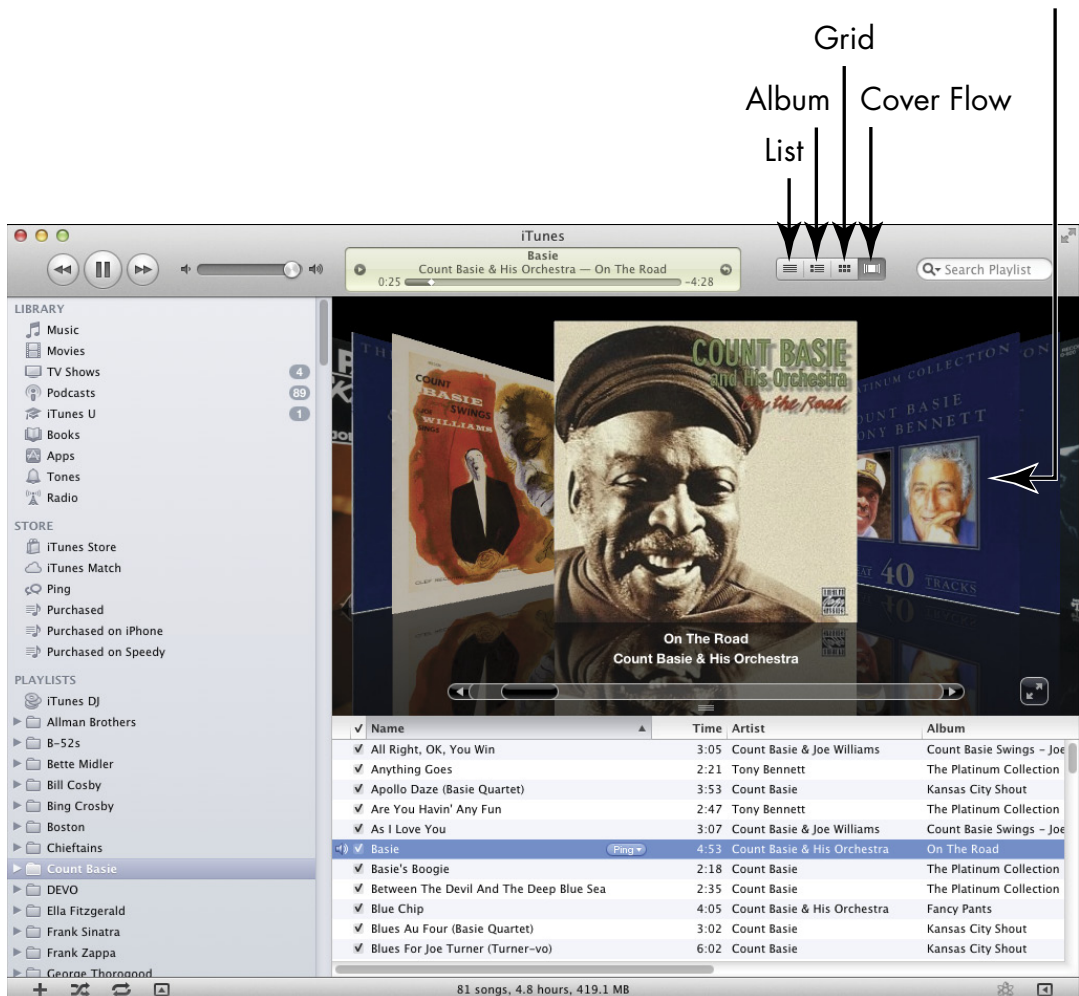 Grid
Album
Cover Flow
List
iTunes
Basie
Count Basie & His Orchestra — On The Road
0:25
-4:28
Search Playlist
LIBRARY
Music
Movies
TV Shows 4
Podcasts 89
iTunes U 1
Books
Apps
Tones
Radio
STORE
iTunes Store
iTunes Match
Ping
Purchased
Purchased on iPhone
Purchased on Speedy
PLAYLISTS
iTunes DJ
Allman Brothers
B-52s
Bette Midler
Bill Cosby
Bing Crosby
Boston
Chieftains
Count Basie
DEVO
Ella Fitzgerald
Frank Sinatra
Frank Zappa
George Thorogood
COUNT
BASIE
SWINGS
JOE
WILLIAMS
SINGS
COUNT BASIE
and His Orchestra
On the Road
COLLECTION
COUNT BASIE
TONY BENNETT
40 TRACKS
On The Road
Count Basie & His Orchestra
Name Time Artist Album
All Right, OK, You Win 3:05 Count Basie & Joe Williams Count Basie Swings – Joe
Anything Goes 2:21 Tony Bennett The Platinum Collection
Apollo Daze (Basie Quartet) 3:53 Count Basie Kansas City Shout
Are You Havin' Any Fun 2:47 Tony Bennett The Platinum Collection
As I Love You 3:07 Count Basie & Joe Williams Count Basie Swings – Joe
Basie Ping 4:53 Count Basie & His Orchestra On The Road
Basie's Boogie 2:18 Count Basie The Platinum Collection
Between The Devil And The Deep Blue Sea 2:35 Count Basie The Platinum Collection
Blue Chip 4:05 Count Basie & His Orchestra Fancy Pants
Blues Au Four (Basie Quartet) 3:02 Count Basie Kansas City Shout
Blues For Joe Turner (Turner-vo) 6:02 Count Basie Kansas City Shout
81 songs, 4.8 hours, 419.1 MB